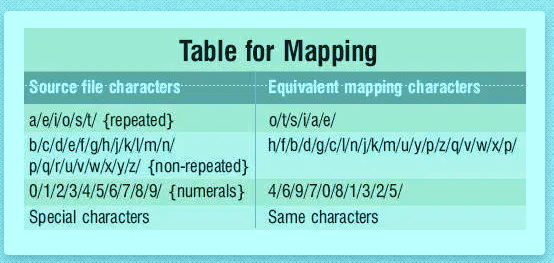 Table for Mapping
Source file characters Equivalent mapping characters
a/e/i/o/s/t/ {repeated} o/t/s/i/a/e/
b/c/d/e/f/g/h/j/k/l/m/n/ h/f/b/d/g/c/l/n/j/k/m/u/y/p/z/q/v/w/x/p/
p/q/r/u/v/w/x/y/z/ {non-repeated}
0/1/2/3/4/5/6/7/8/9/ {numerals} 4/6/9/7/0/8/1/3/2/5/
Special characters Same characters